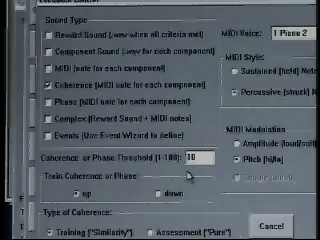 Feedback Control
Sound Type
Reward Sound (.wav when all criteria met)
Component Sound (.wav for each component)
MIDI (note for each component)
Coherence (MIDI note for each component)
Phase (MIDI note for each component)
Complex (Reward Sound + MIDI notes)
Events (Use Event Wizard to define)
Coherence or Phase Threshold (1-100): 10
Train Coherence or Phase
up down
Type of Coherence:
Training ("Similarity") Assessment ("Pure")
MIDI Voice: 1 Piano 2
MIDI Style:
Sustained (held) Note
Percussive (struck) N
MIDI Modulation
Amplitude (loud/soft)
Pitch (hi/lo)
Cancel